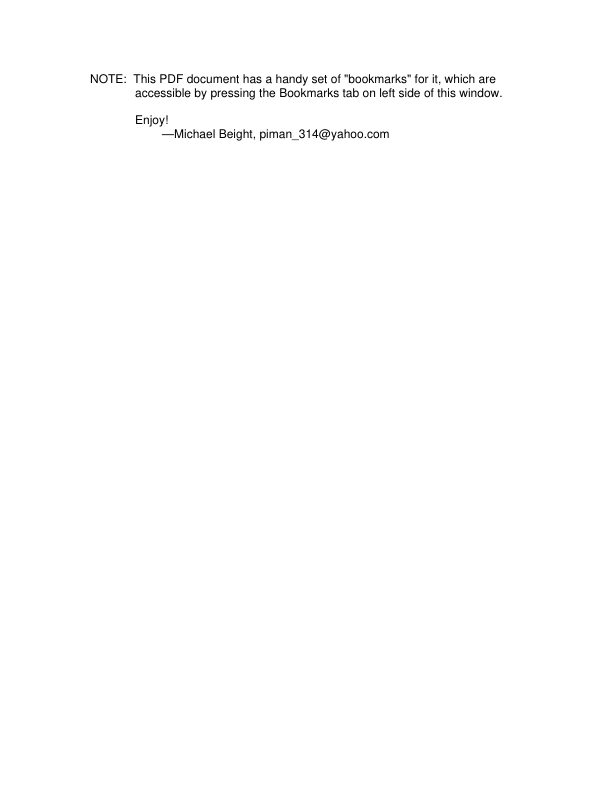 NOTE:  This PDF document has a handy set of "bookmarks" for it, which are
accessible by pressing the Bookmarks tab on left side of this window.
Enjoy!
—Michael Beight, piman_314@yahoo.com